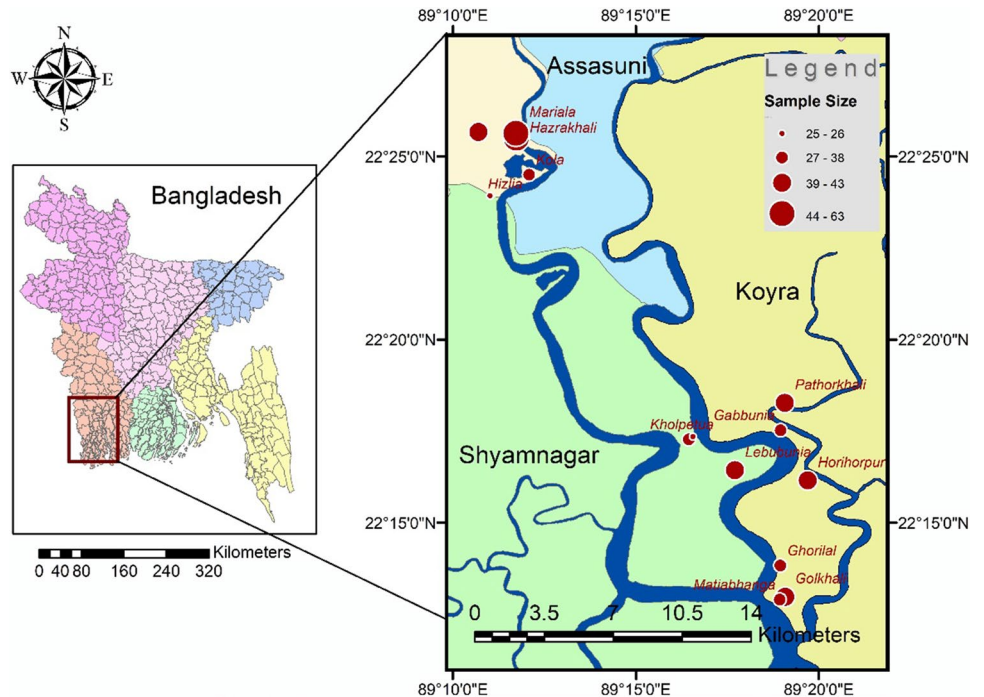 N
W E
S
Bangladesh
Kilometers
0 40 80 160 240 320
89°10'0"E 89°15'0"E 89°20'0"E
22°25'0"N
22°20'0"N
22°15'0"N
22°25'0"N
22°20'0"N
22°15'0"N
89°10'0"E 89°15'0"E 89°20'0"E
Assasuni
Legend
Sample Size
25 - 26
27 - 38
39 - 43
44 - 63
Mariala
Hazrakhali
Kola
Hizlia
Koyra
Pathorkhali
Gabbunia
Kholpetua
Lebubunia
Horihorpur
Shyamnagar
Ghorilal
Golkhali
Matiabhanga
0 3.5 7 10.5 14
Kilometers